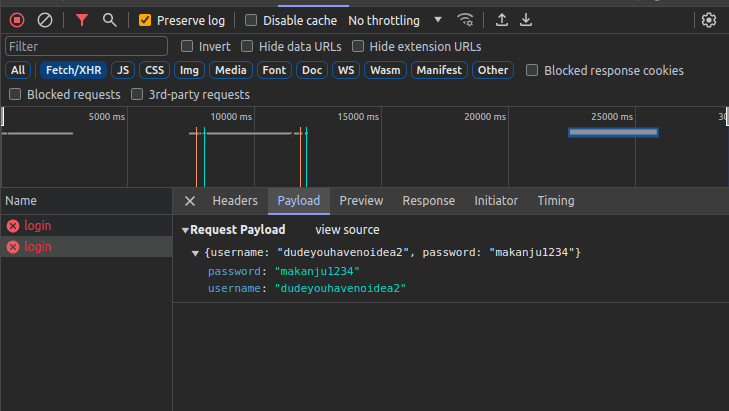 Preserve log Disable cache No throttling
Filter Invert Hide data URLs Hide extension URLs
All Fetch/XHR JS CSS Img Media Font Doc WS Wasm Manifest Other Blocked response cookies
Blocked requests 3rd-party requests
5000 ms 10000 ms 15000 ms 20000 ms 25000 ms
Name Headers Payload Preview Response Initiator Timing
login
login
Request Payload view source
{username: "dudeyouhavenoidea2", password: "makanju1234"}
password: "makanju1234"
username: "dudeyouhavenoidea2"